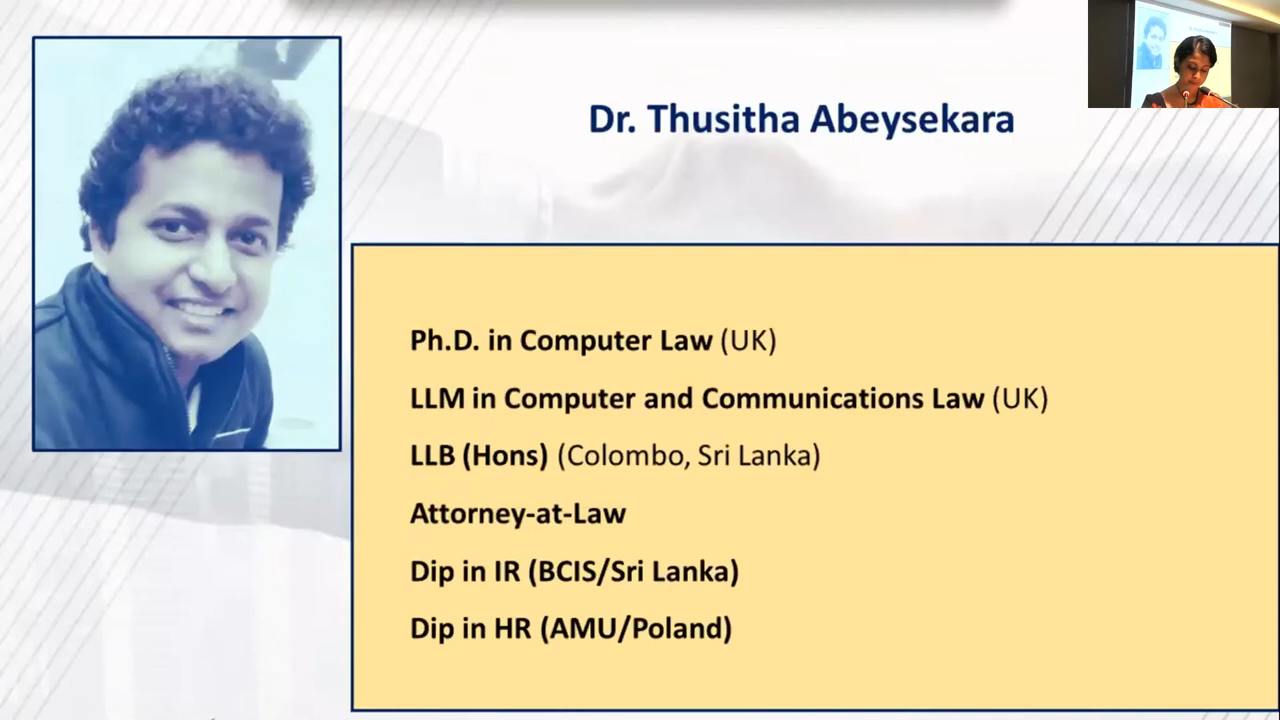 Dr. Thusitha Abeysekara
Ph.D. in Computer Law (UK)
LLM in Computer and Communications Law (UK)
LLB (Hons) (Colombo, Sri Lanka)
Attorney-at-Law
Dip in IR (BCIS/Sri Lanka)
Dip in HR (AMU/Poland)